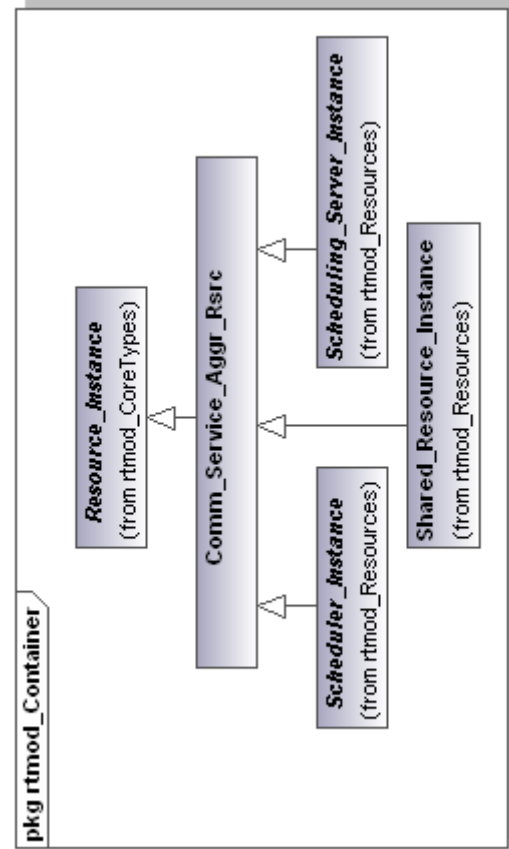 pkg rtmod_Container
Resource_Instance
(from rtmod_CoreTypes)
Comm_Service_Aggr_Rsrc
Scheduler_Instance
(from rtmod_Resources)
Shared_Resource_Instance
(from rtmod_Resources)
Scheduling_Server_Instance
(from rtmod_Resources)